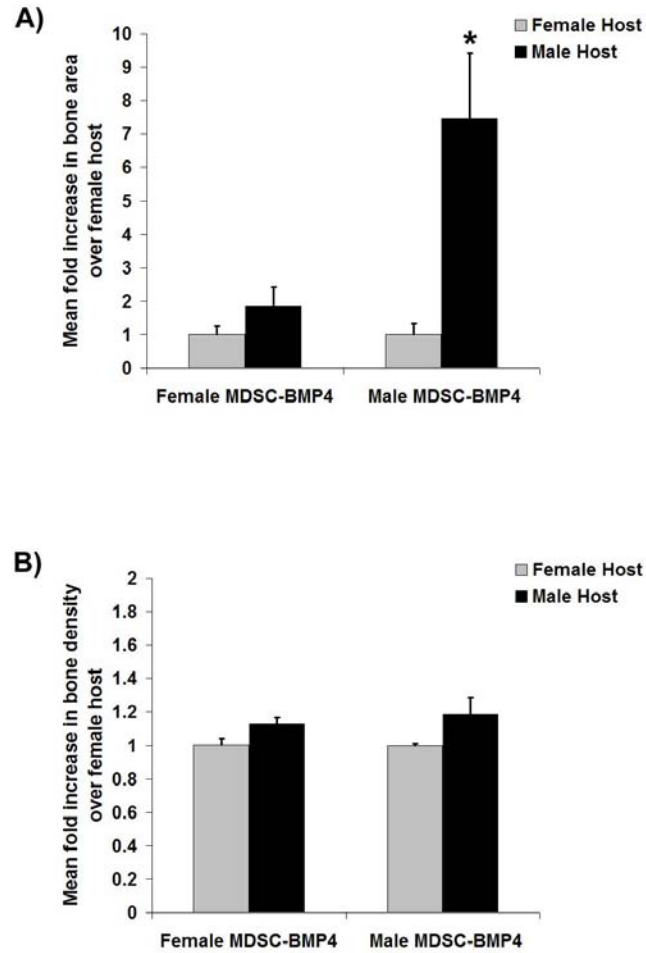 A)
Female Host
Male Host
Mean fold increase in bone area
over female host
10
9
8
7
6
5
4
3
2
1
0
*
Female MDSC-BMP4
Male MDSC-BMP4
B)
Female Host
Male Host
Mean fold increase in bone density
over female host
2
1.8
1.6
1.4
1.2
1
0.8
0.6
0.4
0.2
0
Female MDSC-BMP4
Male MDSC-BMP4